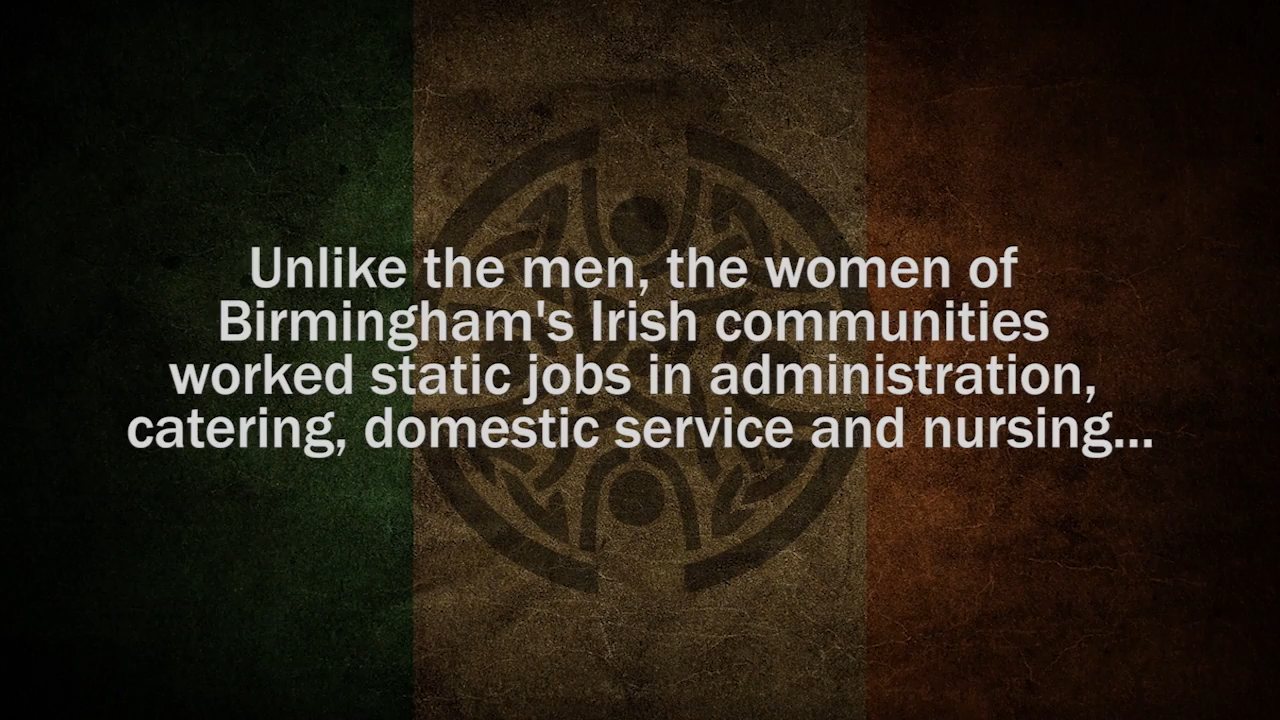 Unlike the men, the women of
Birmingham's Irish communities
worked static jobs in administration,
catering, domestic service and nursing...